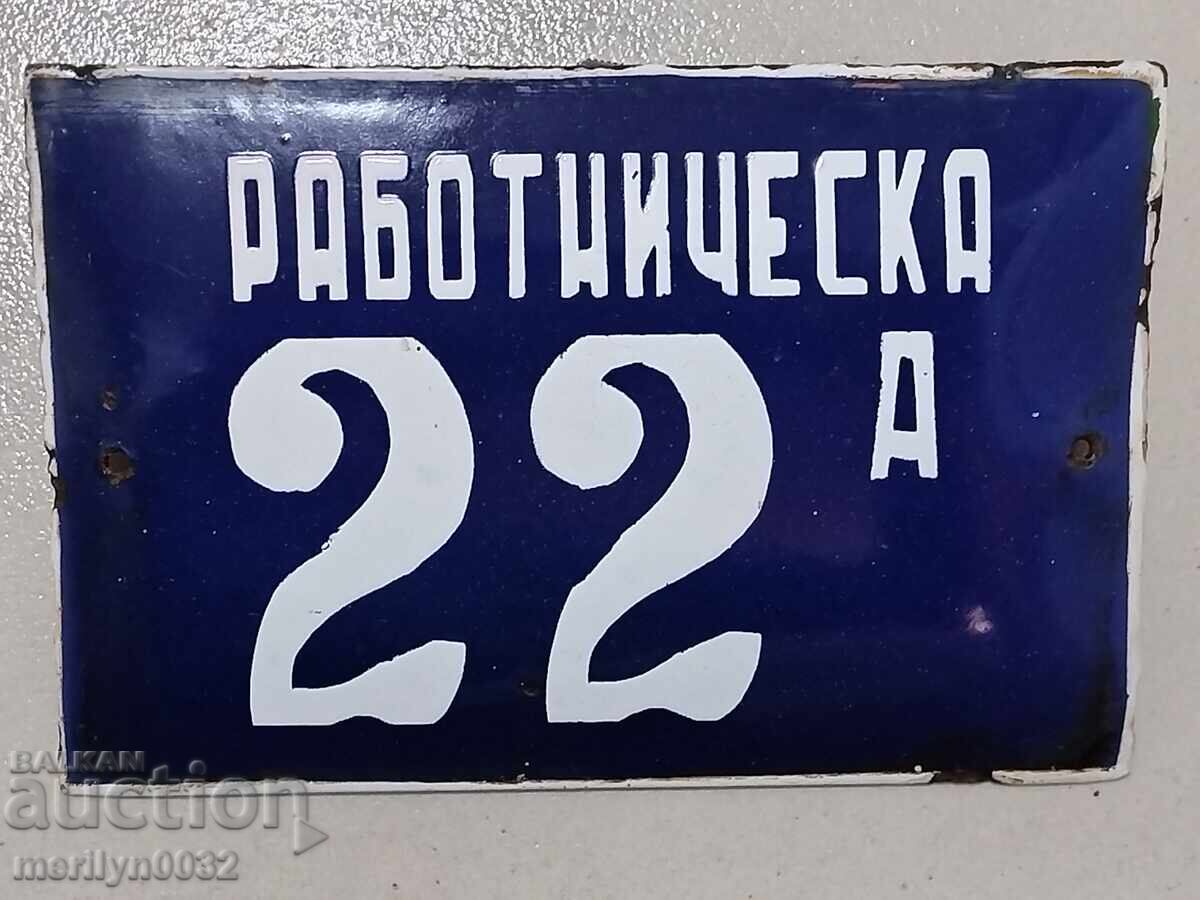 РАБОТНИЧЕСКА
22 А
BALKAN
auction
merilyn0032